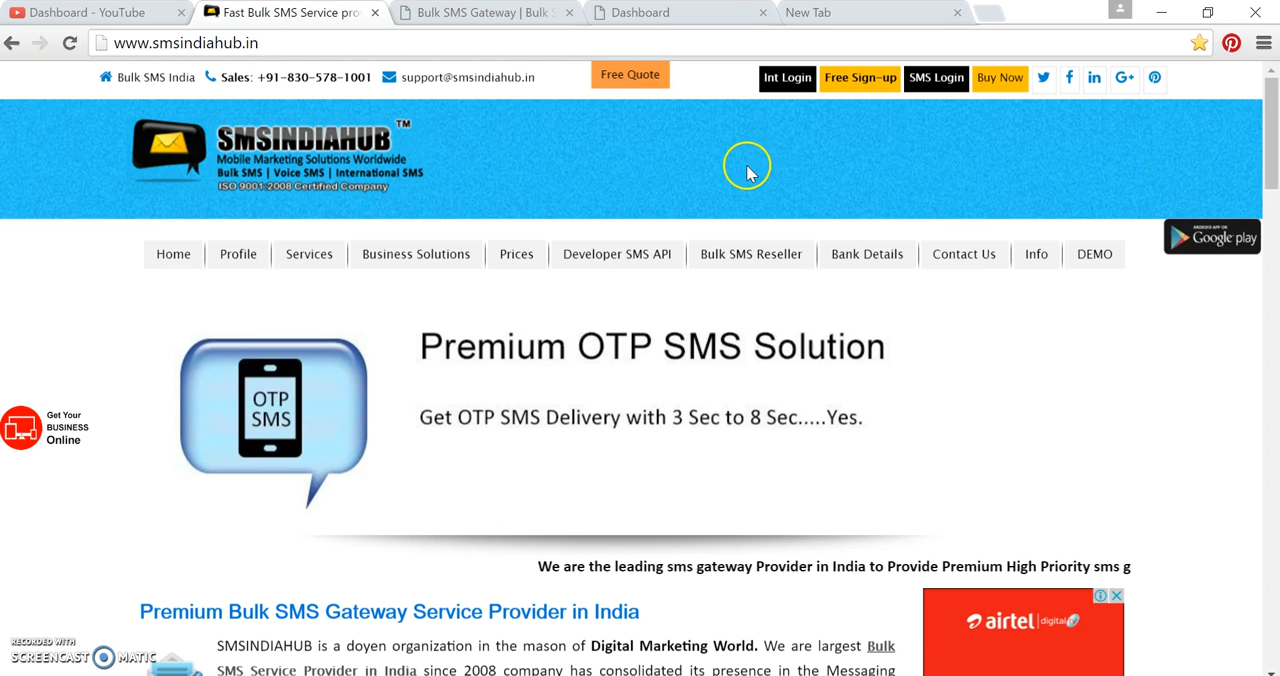 Dashboard - YouTube
Fast Bulk SMS Service pro
Bulk SMS Gateway | Bulk S
Dashboard
New Tab
www.smsindiahub.in
Bulk SMS India
Sales: +91-830-578-1001
support@smsindiahub.in
Free Quote
Int Login
Free Sign-up
SMS Login
Buy Now
SMSINDIAHUB™
Mobile Marketing Solutions Worldwide
Bulk SMS | Voice SMS | International SMS
ISO 9001:2008 Certified Company
ANDROID APP ON
Google play
Home
Profile
Services
Business Solutions
Prices
Developer SMS API
Bulk SMS Reseller
Bank Details
Contact Us
Info
DEMO
Premium OTP SMS Solution
OTP
SMS
Get OTP SMS Delivery with 3 Sec to 8 Sec.....Yes.
Get Your
BUSINESS
Online
We are the leading sms gateway Provider in India to Provide Premium High Priority sms g
Premium Bulk SMS Gateway Service Provider in India
SMSINDIAHUB is a doyen organization in the mason of Digital Marketing World. We are largest Bulk
SMS Service Provider in India since 2008 company has consolidated its presence in the Messaging
airtel | digital tv
RECORDED WITH
SCREENCAST MATIC